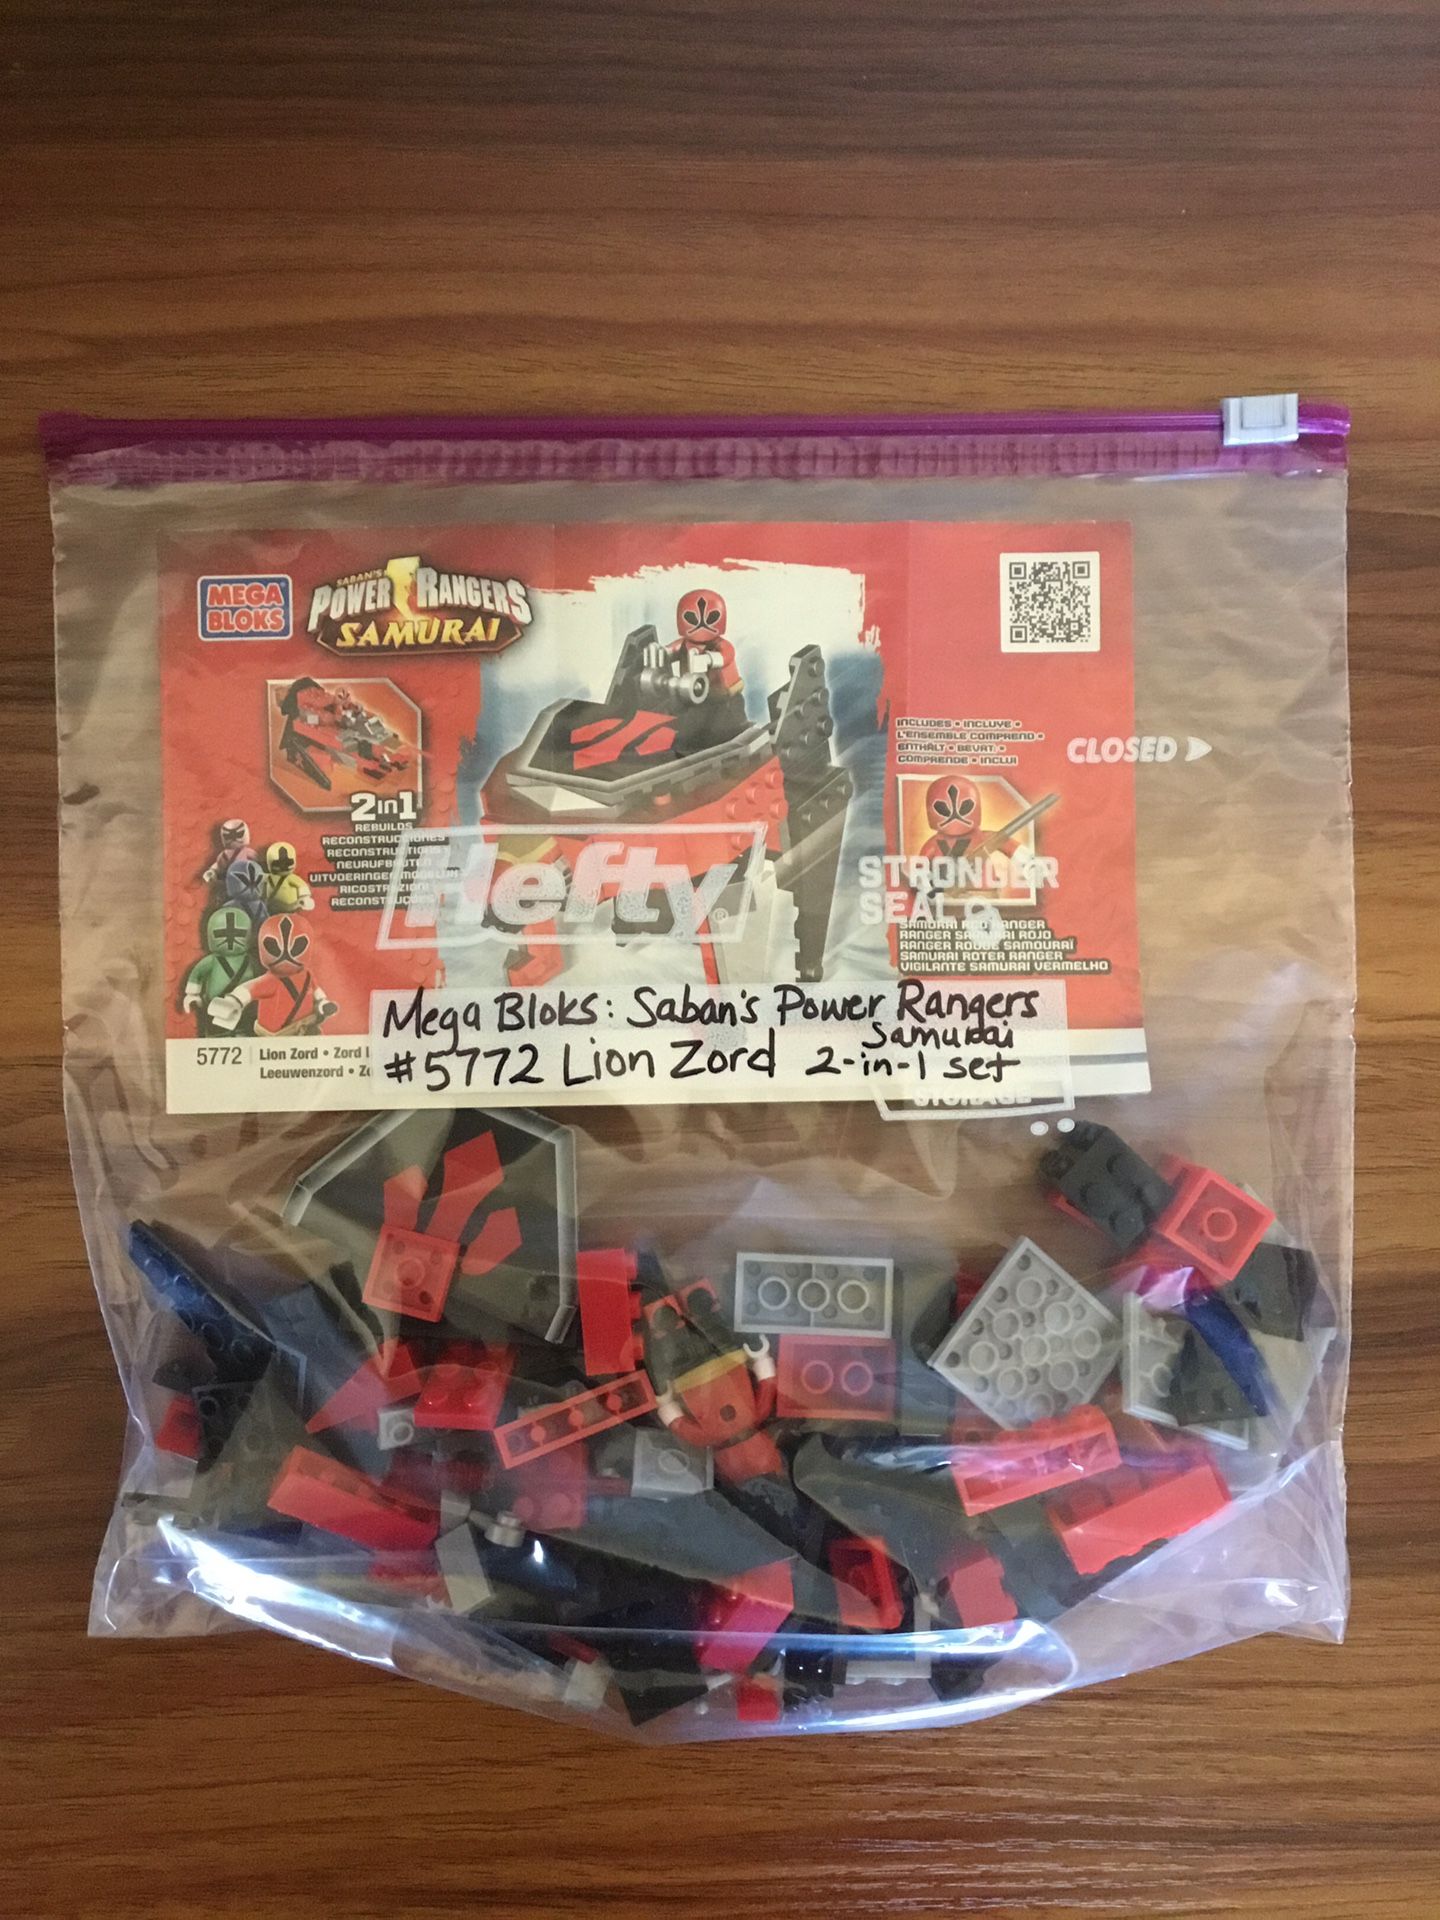 MEGA
BLOKS
SABAN'S
POWER RANGERS
SAMURAI
INCLUDES • INCLUYE •
L'ENSEMBLE COMPREND •
ENTHÄLT • BEVAT: •
COMPRENDE • INCLUI
CLOSED
2in1
REBUILDS
RECONSTRUCCIONES
RECONSTRUCTIONS
NEUAUFBAUTEN
UITVOERINGEN
RICOSTRUZIONI
RECONSTRUÇÕES
Hefty®
STRONGER
SEAL
SAMURAI RED RANGER
RANGER SAMURAI ROJO
RANGER ROUGE SAMOURAÏ
SAMURAI ROTER RANGER
VIGILANTE SAMURAI VERMELHO
Mega Bloks: Saban's Power Rangers
Samurai
#5772 Lion Zord 2-in-1 set
5772
Lion Zord • Zord
Leeuwenzord •
STORAGE